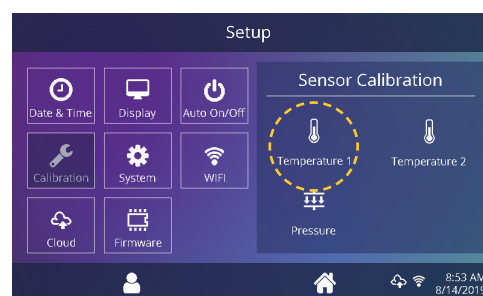 Setup
Date & Time
Display
Auto On/Off
Calibration
System
WIFI
Cloud
Firmware
Sensor Calibration
Temperature 1
Temperature 2
Pressure
8:53 AM
8/14/2019